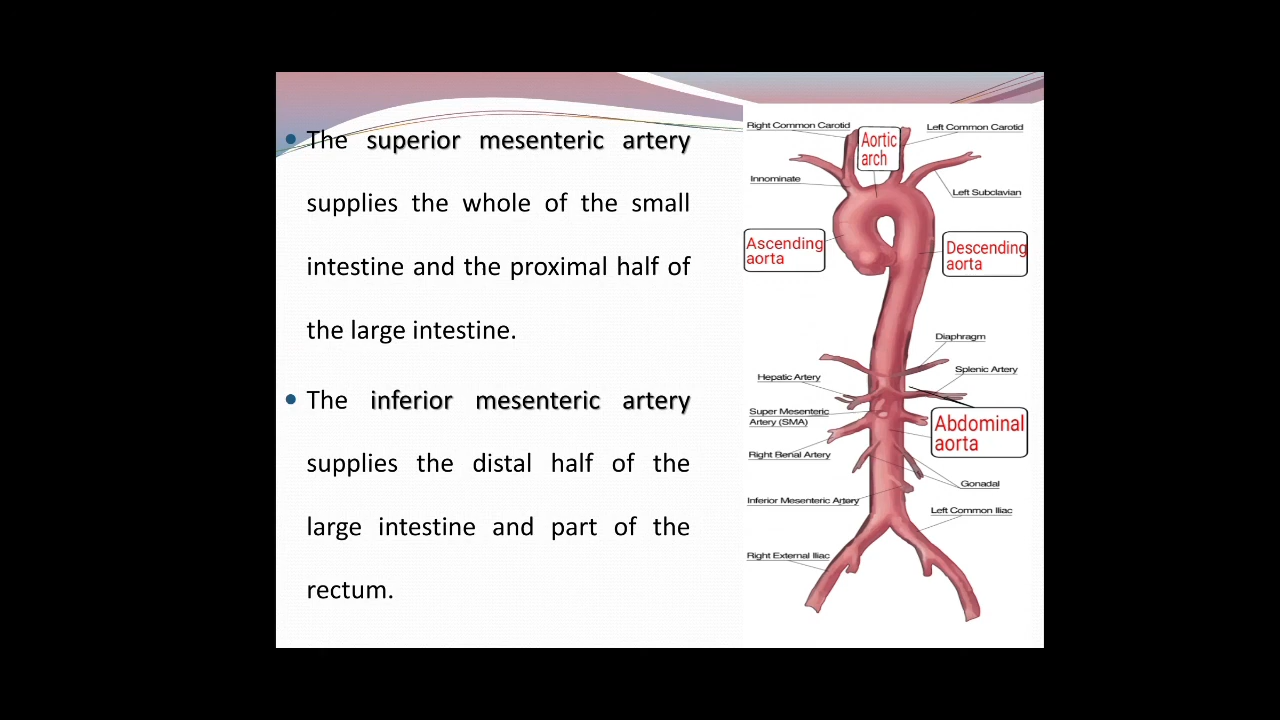 The superior mesenteric artery
supplies the whole of the small
intestine and the proximal half of
the large intestine.
The inferior mesenteric artery
supplies the distal half of the
large intestine and part of the
rectum.
Right Common Carotid
Left Common Carotid
Aortic
arch
Innominate
Left Subclavian
Ascending
aorta
Descending
aorta
Diaphragm
Hepatic Artery
Splenic Artery
Super Mesenteric
Artery (SMA)
Abdominal
aorta
Right Renal Artery
Gonadal
Inferior Mesenteric Artery
Left Common Iliac
Right External Iliac